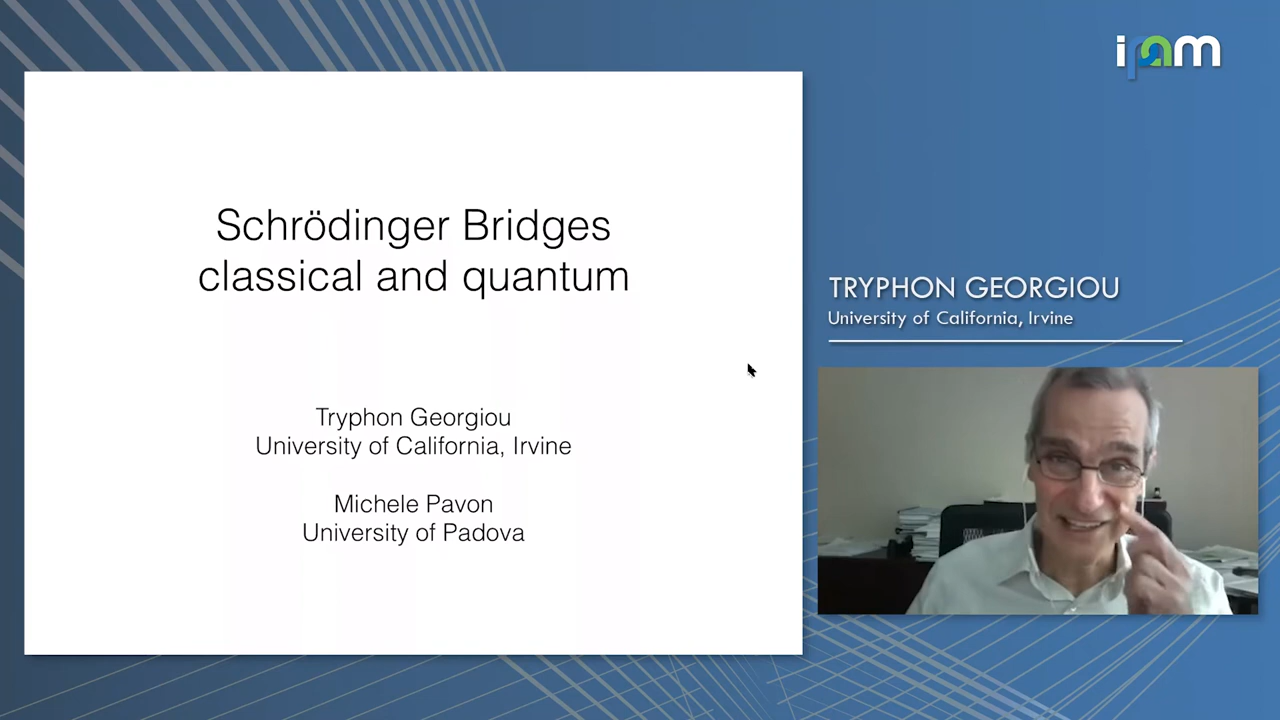 ipam
Schrödinger Bridges
classical and quantum
Tryphon Georgiou
University of California, Irvine
Michele Pavon
University of Padova
TRYPHON GEORGIOU
University of California, Irvine